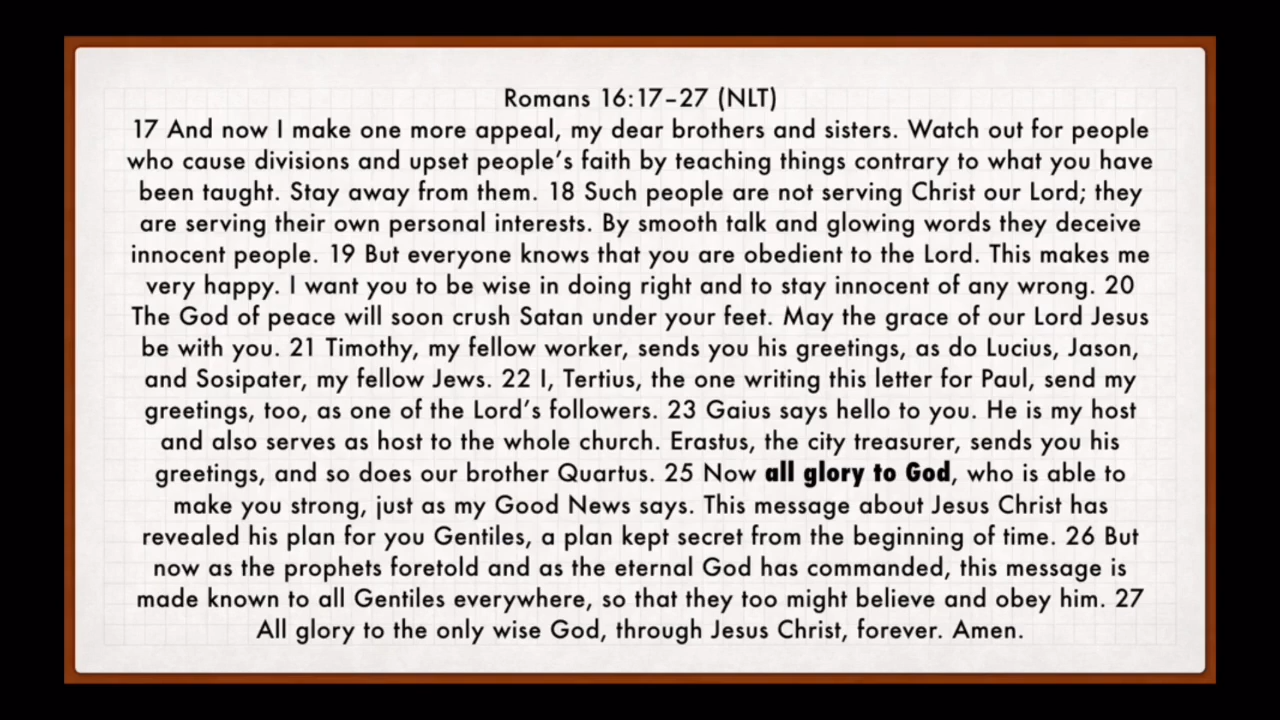 Romans 16:17–27 (NLT)
17 And now I make one more appeal, my dear brothers and sisters. Watch out for people
who cause divisions and upset people’s faith by teaching things contrary to what you have
been taught. Stay away from them. 18 Such people are not serving Christ our Lord; they
are serving their own personal interests. By smooth talk and glowing words they deceive
innocent people. 19 But everyone knows that you are obedient to the Lord. This makes me
very happy. I want you to be wise in doing right and to stay innocent of any wrong. 20
The God of peace will soon crush Satan under your feet. May the grace of our Lord Jesus
be with you. 21 Timothy, my fellow worker, sends you his greetings, as do Lucius, Jason,
and Sosipater, my fellow Jews. 22 I, Tertius, the one writing this letter for Paul, send my
greetings, too, as one of the Lord’s followers. 23 Gaius says hello to you. He is my host
and also serves as host to the whole church. Erastus, the city treasurer, sends you his
greetings, and so does our brother Quartus. 25 Now all glory to God, who is able to
make you strong, just as my Good News says. This message about Jesus Christ has
revealed his plan for you Gentiles, a plan kept secret from the beginning of time. 26 But
now as the prophets foretold and as the eternal God has commanded, this message is
made known to all Gentiles everywhere, so that they too might believe and obey him. 27
All glory to the only wise God, through Jesus Christ, forever. Amen.